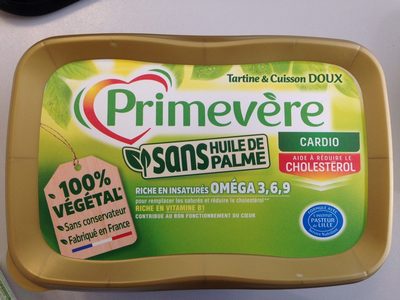 Tartine & Cuisson DOUX
Primevère
SANS HUILE DE PALME
CARDIO
AIDE À RÉDUIRE LE
CHOLESTÉROL
100%
VÉGÉTAL*
Sans conservateur
Fabriqué en France
RICHE EN INSATURÉS OMÉGA 3,6,9
pour remplacer les saturés et réduire le cholestérol
RICHE EN VITAMINE B1
CONTRIBUE AU BON FONCTIONNEMENT DU CŒUR
INSTITUT
PASTEUR
DE LILLE